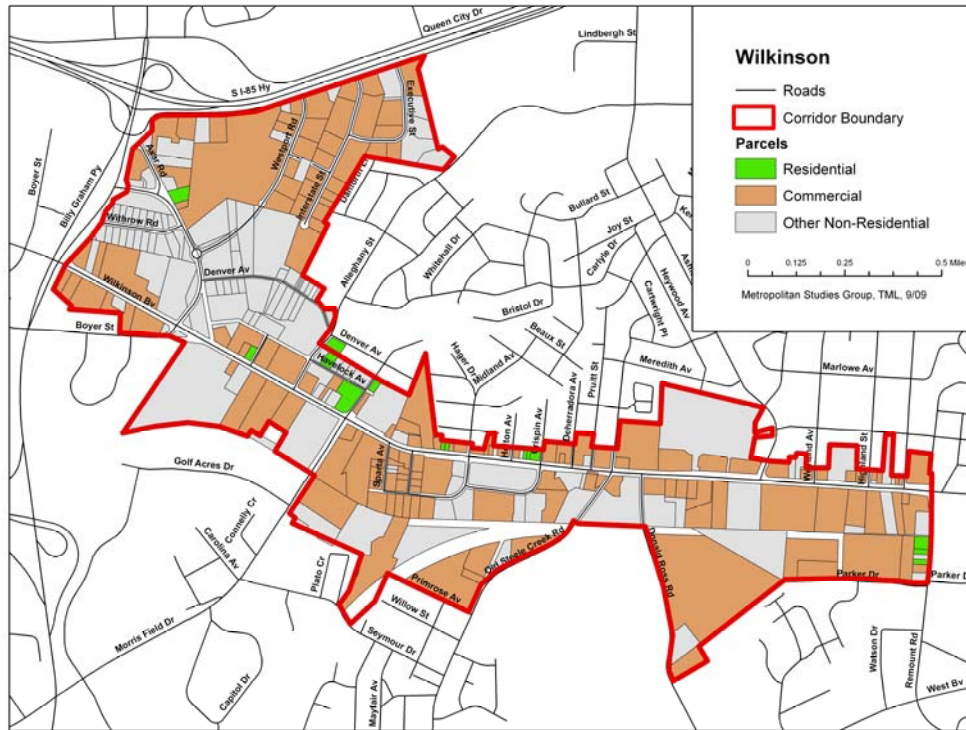 Queen City Dr
Lindbergh St
S I-85 Hy
Executive St
Westport Rd
Interstate St
Boyer St
Billy Graham Py
Withrow Rd
Bullard St
Joy St
Carlyle Dr
Alleghany St
Whitehall Dr
Heywood Av
Cartwright Pl
Denver Av
Wilkinson Bv
Bristol Dr
Boyer St
Beaux St
Denver Av
Havelock Av
Hager Dr
Midland Av
Pruitt St
Meredith Av
Marlowe Av
Crispin Av
Highland St
Sparta Av
Golf Acres Dr
Connelly Cr
Carolina Av
Old Steele Creek Rd
Donald Ross Rd
Plato Cr
Primrose Av
Parker Dr
Parker D
Willow St
Morris Field Dr
Seymour Dr
Watson Dr
Remount Rd
Capitol Dr
Mayfair Av
West Bv
Wilkinson
Roads
Corridor Boundary
Parcels
Residential
Commercial
Other Non-Residential
0 0.125 0.25 0.5 Miles
Metropolitan Studies Group, TML, 9/09